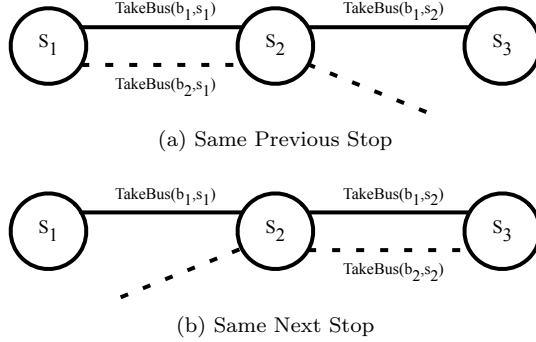 TakeBus(b₁,s₁) TakeBus(b₁,s₂)
S₁ S₂ S₃
TakeBus(b₂,s₁)
(a) Same Previous Stop
TakeBus(b₁,s₁) TakeBus(b₁,s₂)
S₁ S₂ S₃
TakeBus(b₂,s₂)
(b) Same Next Stop